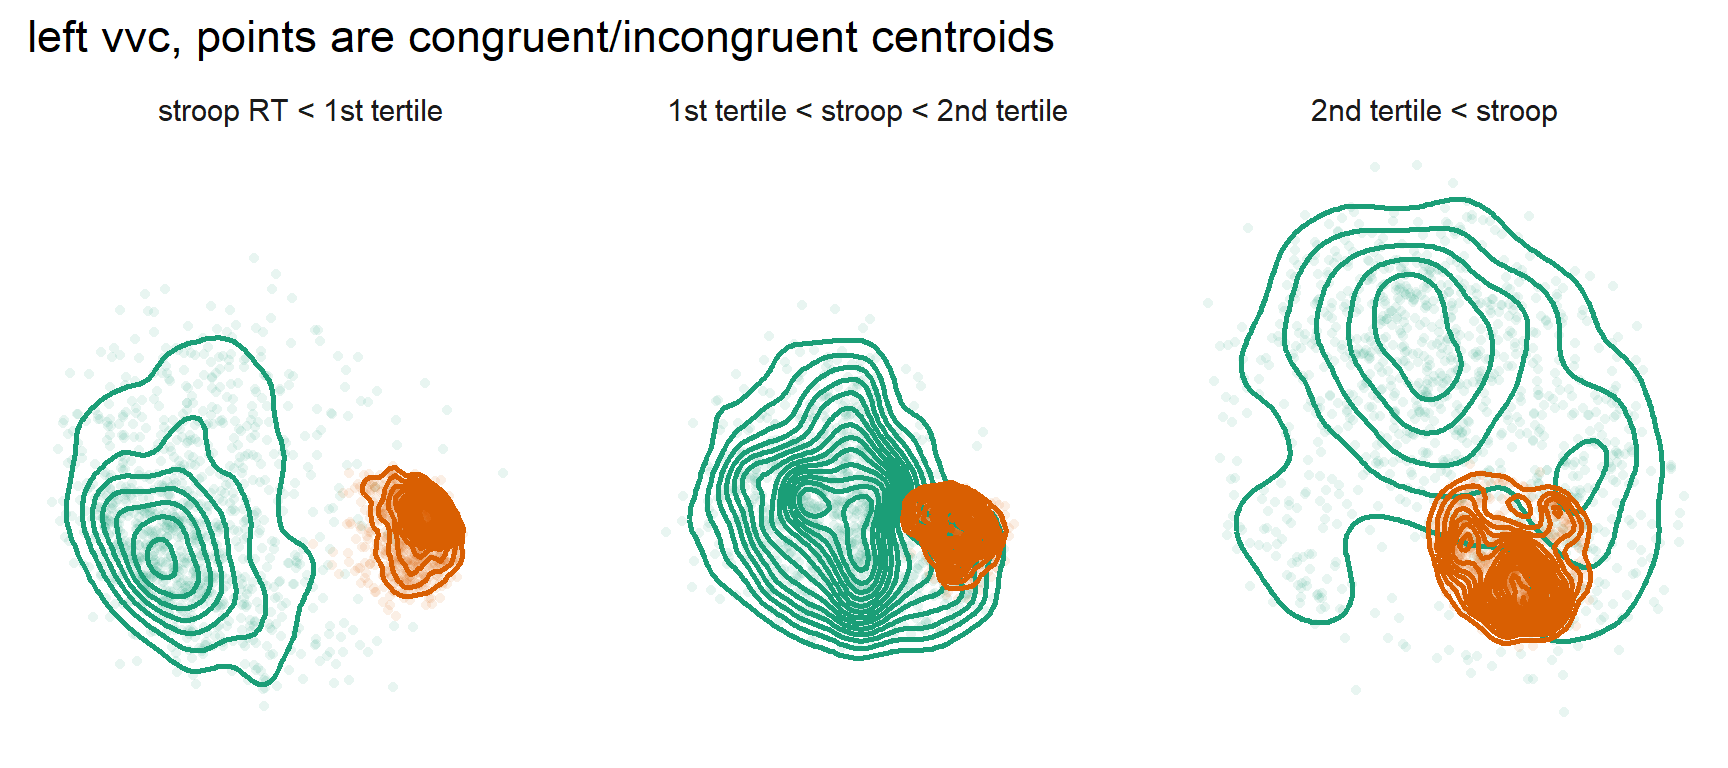 left vvc, points are congruent/incongruent centroids
stroop RT < 1st tertile
1st tertile < stroop < 2nd tertile
2nd tertile < stroop